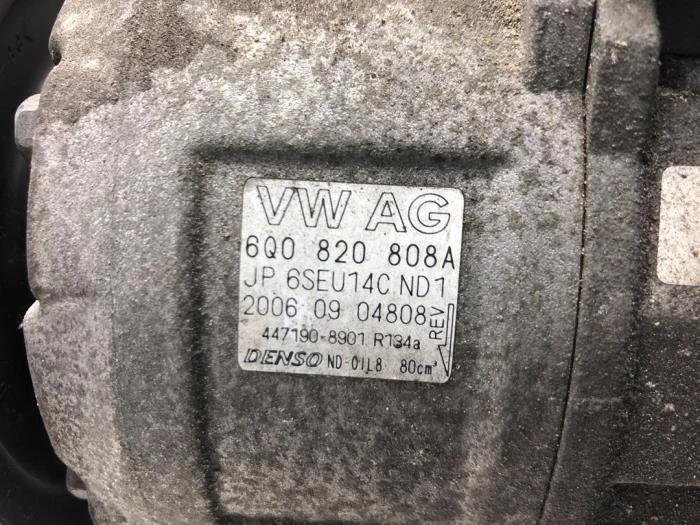 VW AG
6Q0 820 808A
JP 6SEU14C ND1
2006 09 04808
REV
447190-8901 R134a
DENSO ND-OIL8 80cm³